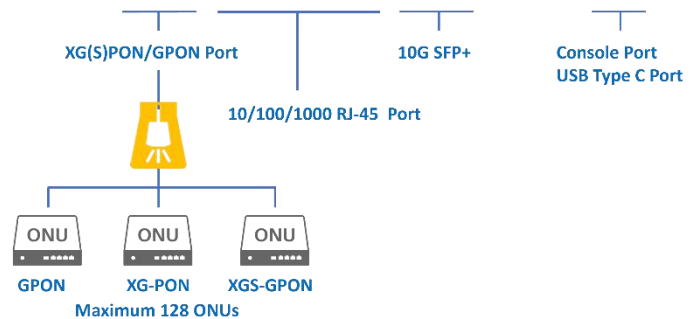 XG(S)PON/GPON Port
10G SFP+
Console Port
USB Type C Port
10/100/1000 RJ-45 Port
ONU
ONU
ONU
GPON
XG-PON
XGS-GPON
Maximum 128 ONUs